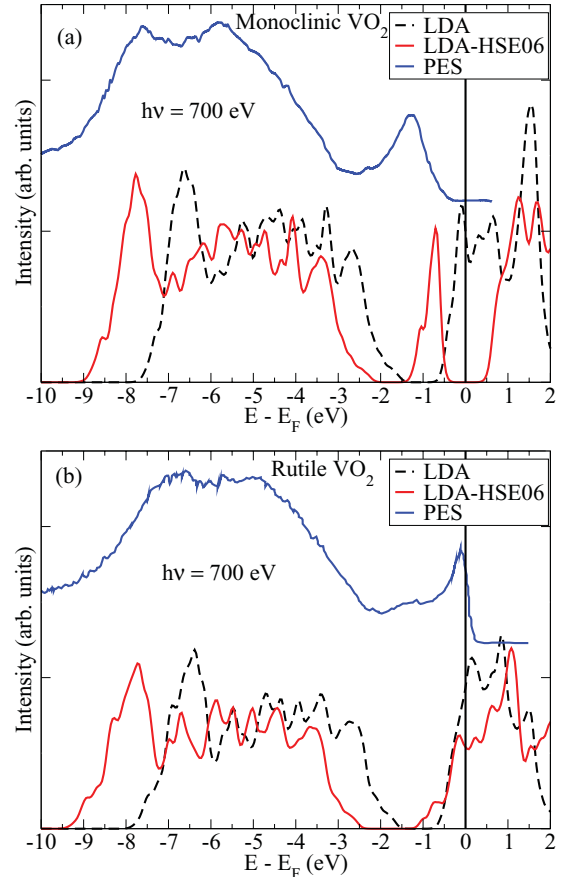 (a)
Monoclinic VO₂
LDA
LDA-HSE06
PES
hν = 700 eV
Intensity (arb. units)
-10 -9 -8 -7 -6 -5 -4 -3 -2 -1 0 1 2
E - E_F (eV)
(b)
Rutile VO₂
LDA
LDA-HSE06
PES
hν = 700 eV
Intensity (arb. units)
-10 -9 -8 -7 -6 -5 -4 -3 -2 -1 0 1 2
E - E_F (eV)